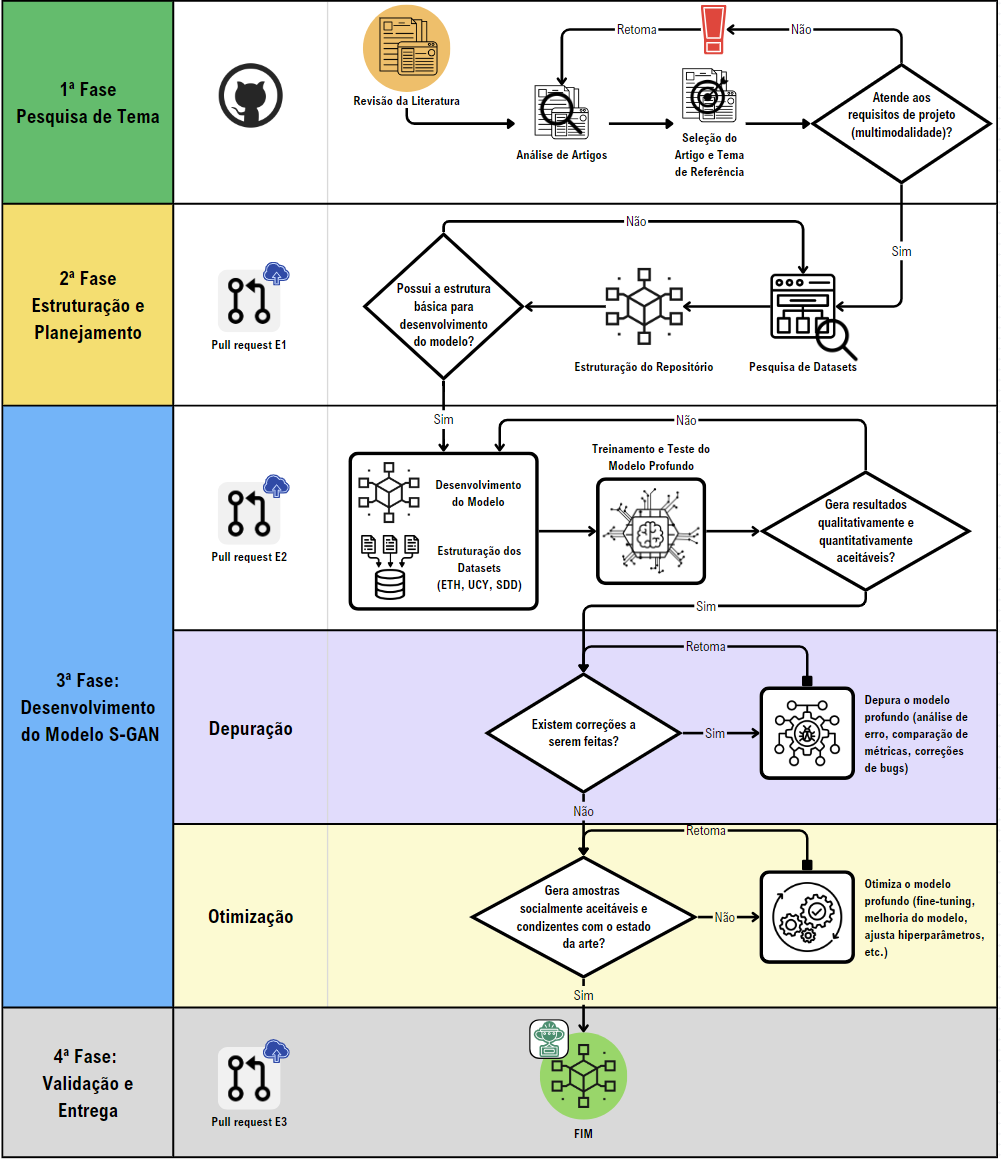 1ª Fase
Pesquisa de Tema
Revisão da Literatura
Retoma
Não
Análise de Artigos
Seleção do
Artigo e Tema
de Referência
Atende aos
requisitos de projeto
(multimodalidade)?
Sim
2ª Fase
Estruturação e
Planejamento
Pull request E1
Não
Possui a estrutura
básica para
desenvolvimento
do modelo?
Estruturação do Repositório
Pesquisa de Datasets
Sim
3ª Fase:
Desenvolvimento
do Modelo S-GAN
Pull request E2
Não
Desenvolvimento
do Modelo
Estruturação dos
Datasets
(ETH, UCY, SDD)
Treinamento e Teste do
Modelo Profundo
Gera resultados
qualitativamente e
quantitativamente
aceitáveis?
Sim
Depuração
Retoma
Existem correções a
serem feitas?
Sim
Depura o modelo
profundo (análise de
erro, comparação de
métricas, correções
de bugs)
Não
Otimização
Retoma
Gera amostras
socialmente aceitáveis e
condizentes com o estado
da arte?
Não
Otimiza o modelo
profundo (fine-tuning,
melhoria do modelo,
ajusta hiperparâmetros,
etc.)
Sim
4ª Fase:
Validação e
Entrega
Pull request E3
FIM